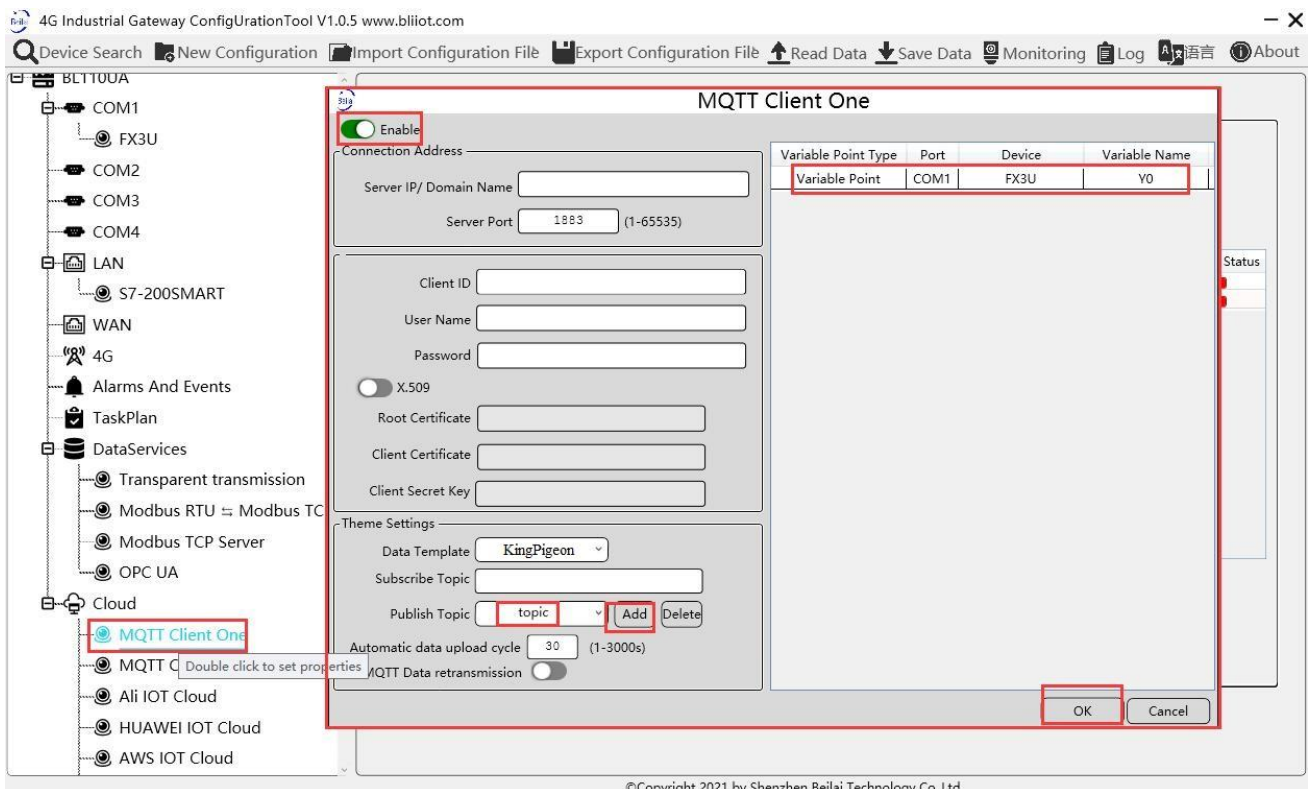 4G Industrial Gateway ConfigUrationTool V1.0.5 www.bliiot.com
Device Search New Configuration Import Configuration File Export Configuration File Read Data Save Data Monitoring Log 语言 About
BLT10UA
COM1
FX3U
COM2
COM3
COM4
LAN
S7-200SMART
WAN
4G
Alarms And Events
TaskPlan
DataServices
Transparent transmission
Modbus RTU ⇆ Modbus TC
Modbus TCP Server
OPC UA
Cloud
MQTT Client One
MQTT C
Double click to set properties
Ali IOT Cloud
HUAWEI IOT Cloud
AWS IOT Cloud
MQTT Client One
Enable
Connection Address
Server IP/ Domain Name
Server Port 1883 (1-65535)
Client ID
User Name
Password
X.509
Root Certificate
Client Certificate
Client Secret Key
Theme Settings
Data Template KingPigeon
Subscribe Topic
Publish Topic topic Add Delete
Automatic data upload cycle 30 (1-3000s)
MQTT Data retransmission
Variable Point Type Port Device Variable Name
Variable Point COM1 FX3U Y0
OK Cancel
Status
©Copyright 2021 by Shenzhen Beilai Technology Co.,Ltd